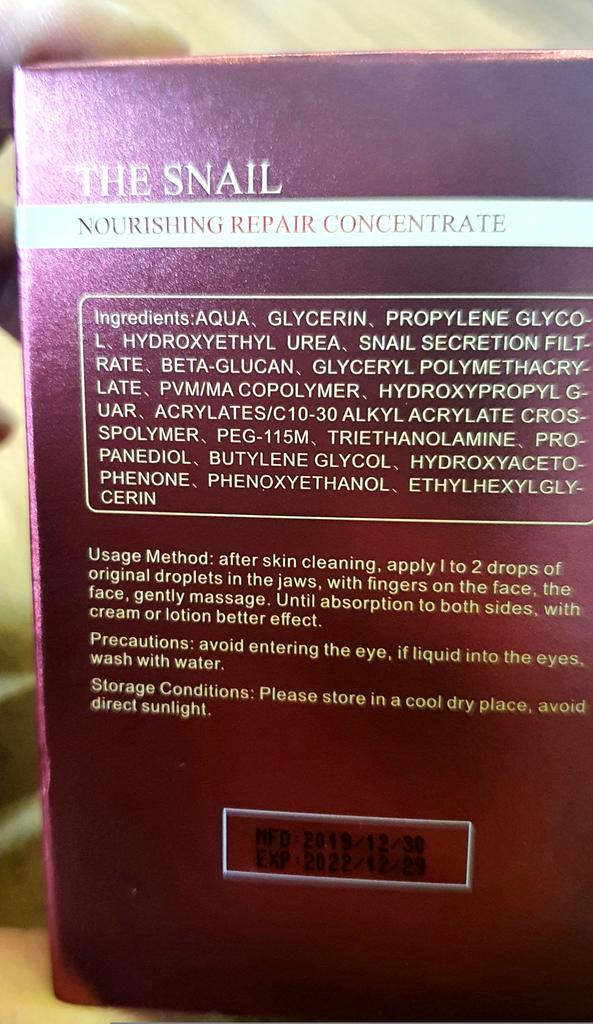 THE SNAIL
NOURISHING REPAIR CONCENTRATE
Ingredients:AQUA、GLYCERIN、PROPYLENE GLYCO-
L、HYDROXYETHYL UREA、SNAIL SECRETION FILT-
RATE、BETA-GLUCAN、GLYCERYL POLYMETHACRY-
LATE、PVM/MA COPOLYMER、HYDROXYPROPYL G-
UAR、ACRYLATES/C10-30 ALKYL ACRYLATE CROS-
SPOLYMER、PEG-115M、TRIETHANOLAMINE、PRO-
PANEDIOL、BUTYLENE GLYCOL、HYDROXYACETO-
PHENONE、PHENOXYETHANOL、ETHYLHEXYLGLY-
CERIN
Usage Method: after skin cleaning, apply l to 2 drops of
original droplets in the jaws, with fingers on the face, the
face, gently massage. Until absorption to both sides, with
cream or lotion better effect.
Precautions: avoid entering the eye, if liquid into the eyes,
wash with water.
Storage Conditions: Please store in a cool dry place, avoid
direct sunlight.
MFD:2019/12/30
EXP:2022/12/29